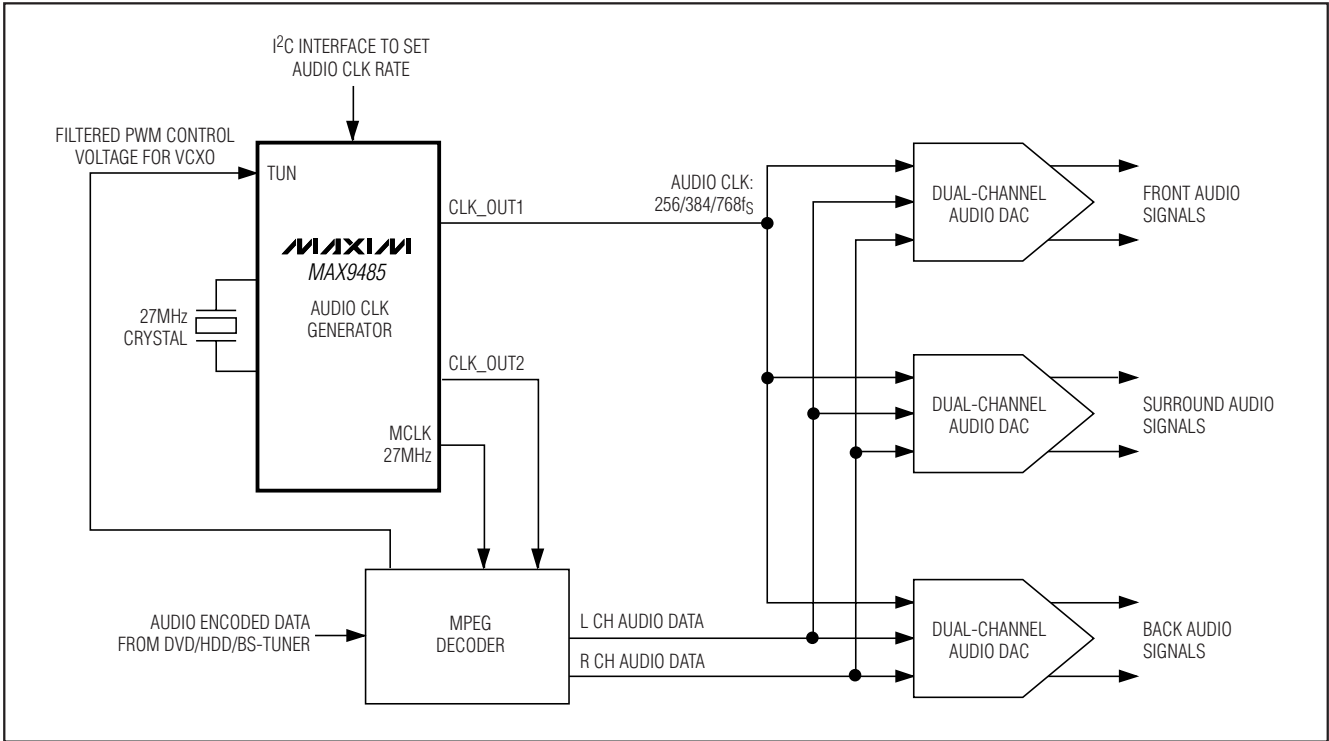 I²C INTERFACE TO SET
AUDIO CLK RATE
FILTERED PWM CONTROL
VOLTAGE FOR VCXO
TUN
CLK_OUT1
AUDIO CLK:
256/384/768fS
MAXIM
MAX9485
AUDIO CLK
GENERATOR
27MHz
CRYSTAL
CLK_OUT2
MCLK
27MHz
DUAL-CHANNEL
AUDIO DAC
FRONT AUDIO
SIGNALS
DUAL-CHANNEL
AUDIO DAC
SURROUND AUDIO
SIGNALS
AUDIO ENCODED DATA
FROM DVD/HDD/BS-TUNER
MPEG
DECODER
L CH AUDIO DATA
R CH AUDIO DATA
DUAL-CHANNEL
AUDIO DAC
BACK AUDIO
SIGNALS